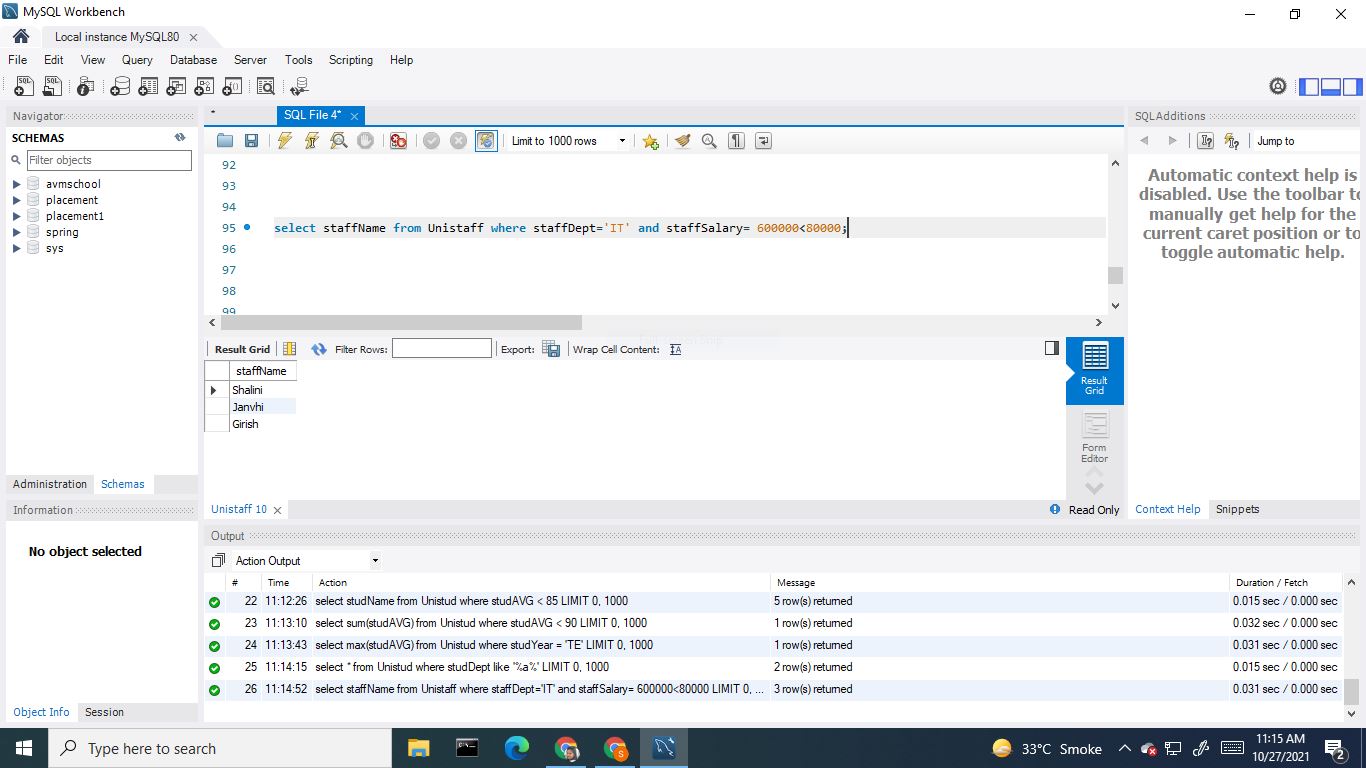 MySQL Workbench
Local instance MySQL80
File Edit View Query Database Server Tools Scripting Help
Navigator
SCHEMAS
Filter objects
avmschool
placement
placement1
spring
sys
Administration Schemas
Information
No object selected
Object Info Session
* SQL File 4*
Limit to 1000 rows
92
93
94
95 select staffName from Unistaff where staffDept='IT' and staffSalary= 600000<80000;
96
97
98
99
Result Grid Filter Rows: Export: Wrap Cell Content:
staffName
Shalini
Janvhi
Girish
Result
Grid
Form
Editor
Unistaff 10
Read Only
SQLAdditions
Jump to
Automatic context help is
disabled. Use the toolbar to
manually get help for the
current caret position or to
toggle automatic help.
Context Help Snippets
Output
Action Output
# Time Action Message Duration / Fetch
22 11:12:26 select studName from Unistud where studAVG < 85 LIMIT 0, 1000 5 row(s) returned 0.015 sec / 0.000 sec
23 11:13:10 select sum(studAVG) from Unistud where studAVG < 90 LIMIT 0, 1000 1 row(s) returned 0.032 sec / 0.000 sec
24 11:13:43 select max(studAVG) from Unistud where studYear = 'TE' LIMIT 0, 1000 1 row(s) returned 0.031 sec / 0.000 sec
25 11:14:15 select * from Unistud where studDept like '%a%' LIMIT 0, 1000 2 row(s) returned 0.015 sec / 0.000 sec
26 11:14:52 select staffName from Unistaff where staffDept='IT' and staffSalary= 600000<80000 LIMIT 0, ... 3 row(s) returned 0.031 sec / 0.000 sec
Type here to search
33°C Smoke
11:15 AM
10/27/2021
2